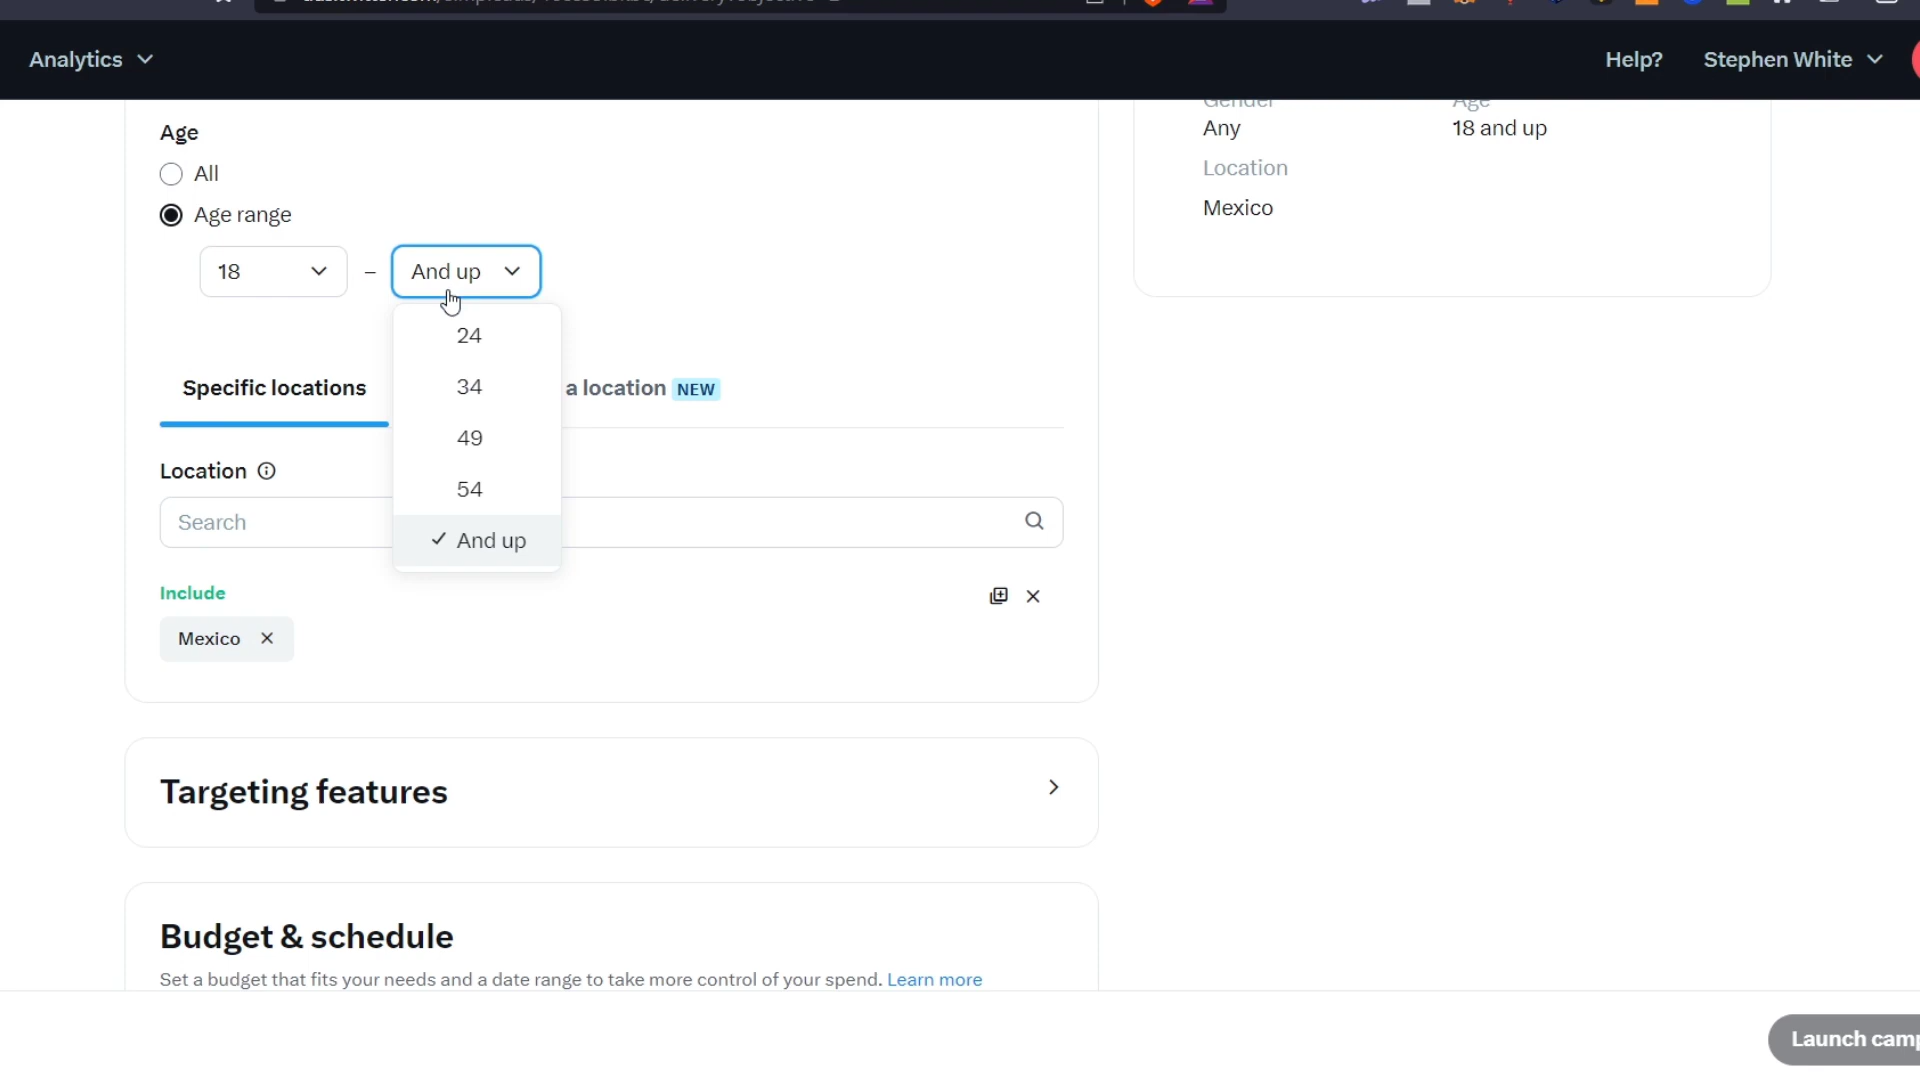 Analytics
Help?
Stephen White
Age
All
Age range
18
–
And up
24
34
49
54
And up
Specific locations
a location NEW
Location
Search
Include
Mexico
Targeting features
Budget & schedule
Set a budget that fits your needs and a date range to take more control of your spend. Learn more
Gender
Age
Any
18 and up
Location
Mexico
Launch camp